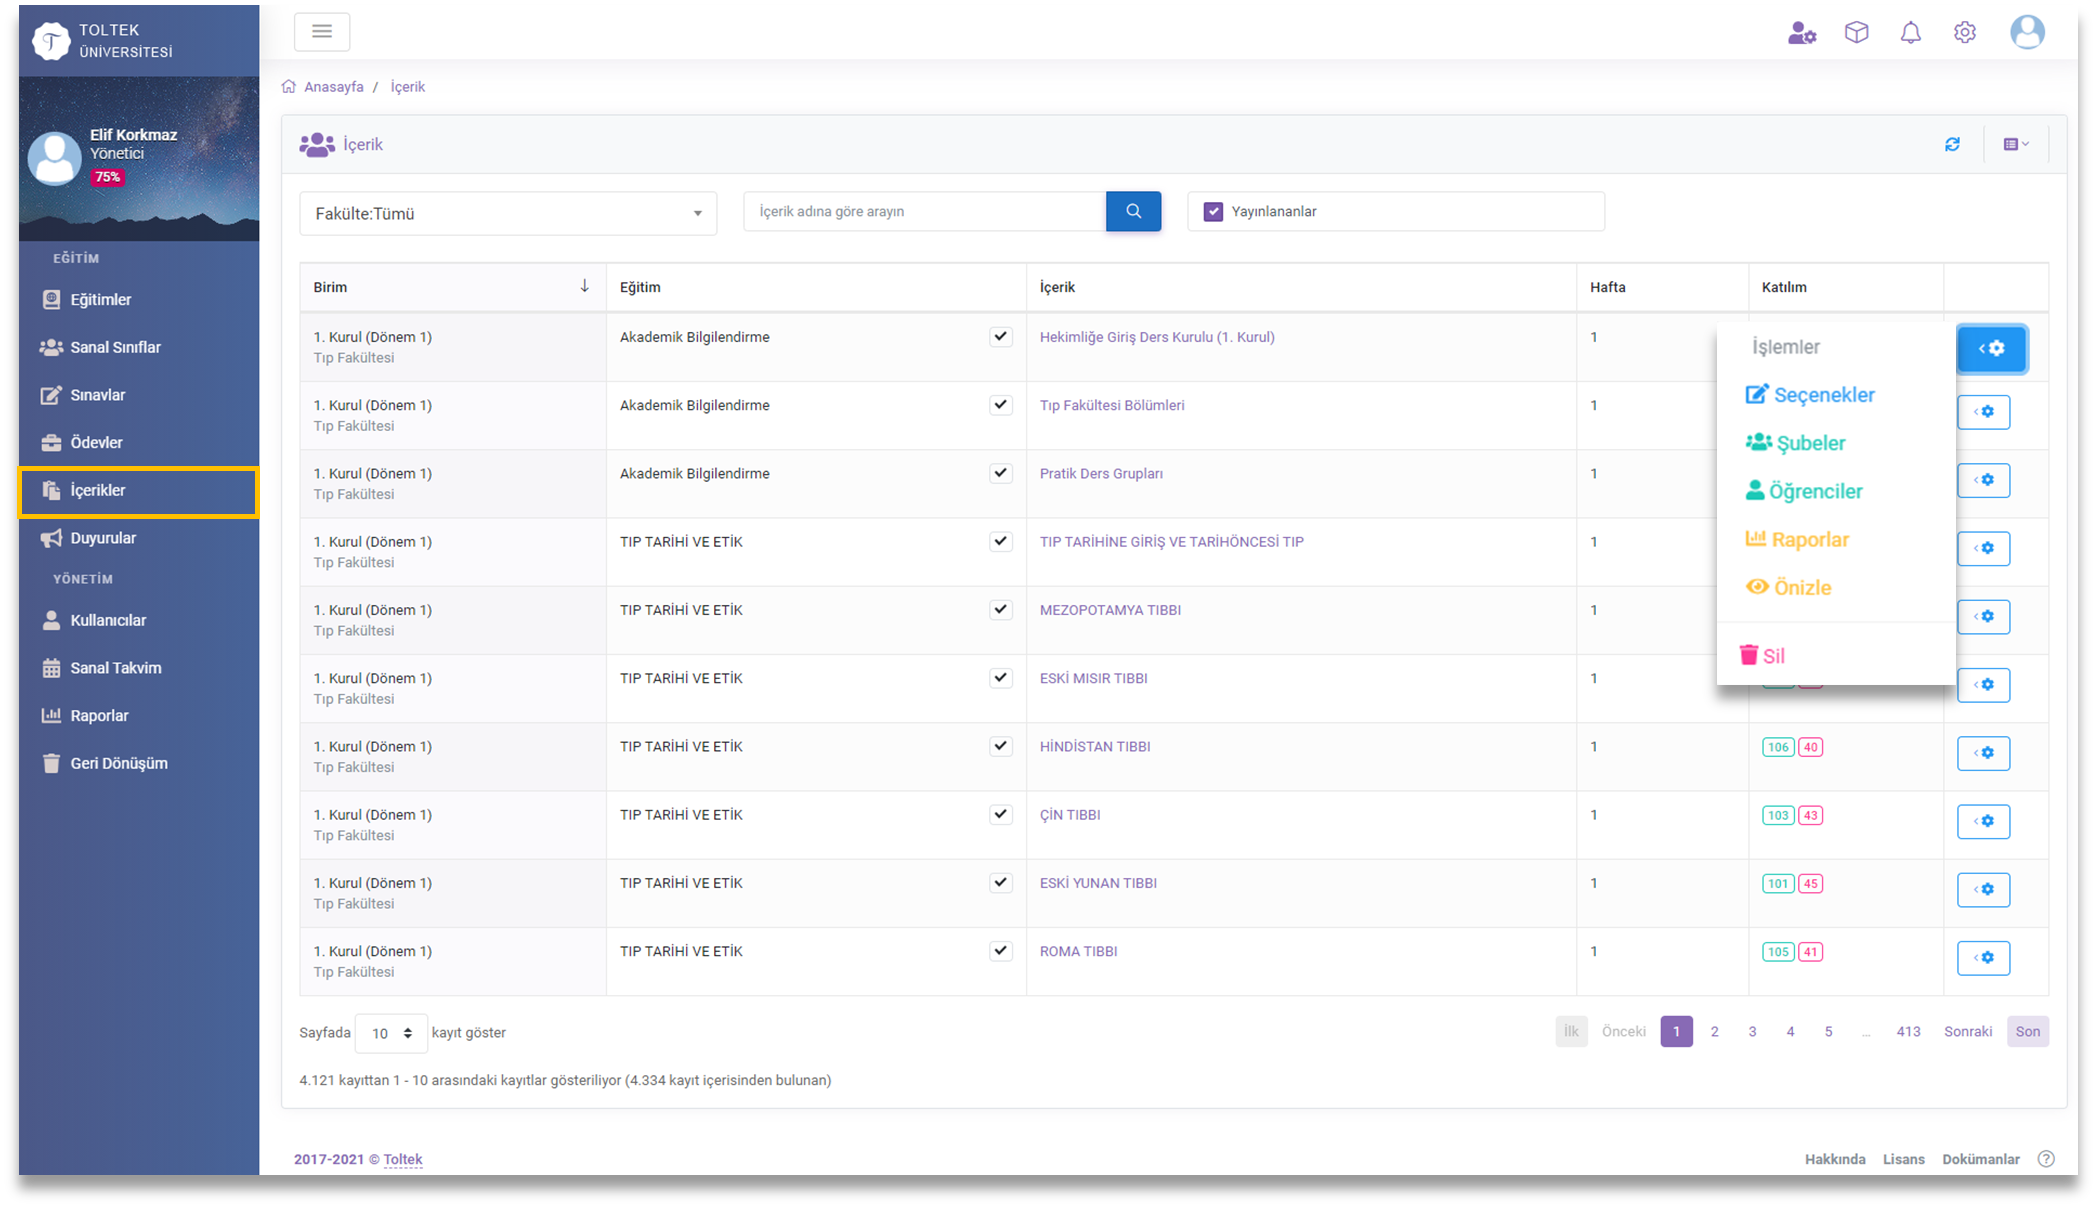 TOLTEK
ÜNİVERSİTESİ
Elif Korkmaz
Yönetici
75%
EĞİTİM
Eğitimler
Sanal Sınıflar
Sınavlar
Ödevler
İçerikler
Duyurular
YÖNETİM
Kullanıcılar
Sanal Takvim
Raporlar
Geri Dönüşüm
Anasayfa / İçerik
İçerik
Fakülte:Tümü
İçerik adına göre arayın
Yayınlananlar
Birim Eğitim İçerik Hafta Katılım
1. Kurul (Dönem 1) Akademik Bilgilendirme Hekimliğe Giriş Ders Kurulu (1. Kurul) 1
Tıp Fakültesi
1. Kurul (Dönem 1) Akademik Bilgilendirme Tıp Fakültesi Bölümleri 1
Tıp Fakültesi
1. Kurul (Dönem 1) Akademik Bilgilendirme Pratik Ders Grupları 1
Tıp Fakültesi
1. Kurul (Dönem 1) TIP TARİHİ VE ETİK TIP TARİHİNE GİRİŞ VE TARİHÖNCESİ TIP 1
Tıp Fakültesi
1. Kurul (Dönem 1) TIP TARİHİ VE ETİK MEZOPOTAMYA TIBBI 1
Tıp Fakültesi
1. Kurul (Dönem 1) TIP TARİHİ VE ETİK ESKİ MISIR TIBBI 1
Tıp Fakültesi
1. Kurul (Dönem 1) TIP TARİHİ VE ETİK HİNDİSTAN TIBBI 1 106 40
Tıp Fakültesi
1. Kurul (Dönem 1) TIP TARİHİ VE ETİK ÇİN TIBBI 1 103 43
Tıp Fakültesi
1. Kurul (Dönem 1) TIP TARİHİ VE ETİK ESKİ YUNAN TIBBI 1 101 45
Tıp Fakültesi
1. Kurul (Dönem 1) TIP TARİHİ VE ETİK ROMA TIBBI 1 105 41
Tıp Fakültesi
İşlemler
Seçenekler
Şubeler
Öğrenciler
Raporlar
Önizle
Sil
Sayfada 10 kayıt göster
İlk Önceki 1 2 3 4 5 ... 413 Sonraki Son
4.121 kayıttan 1 - 10 arasındaki kayıtlar gösteriliyor (4.334 kayıt içerisinden bulunan)
2017-2021 © Toltek
Hakkında Lisans Dokümanlar